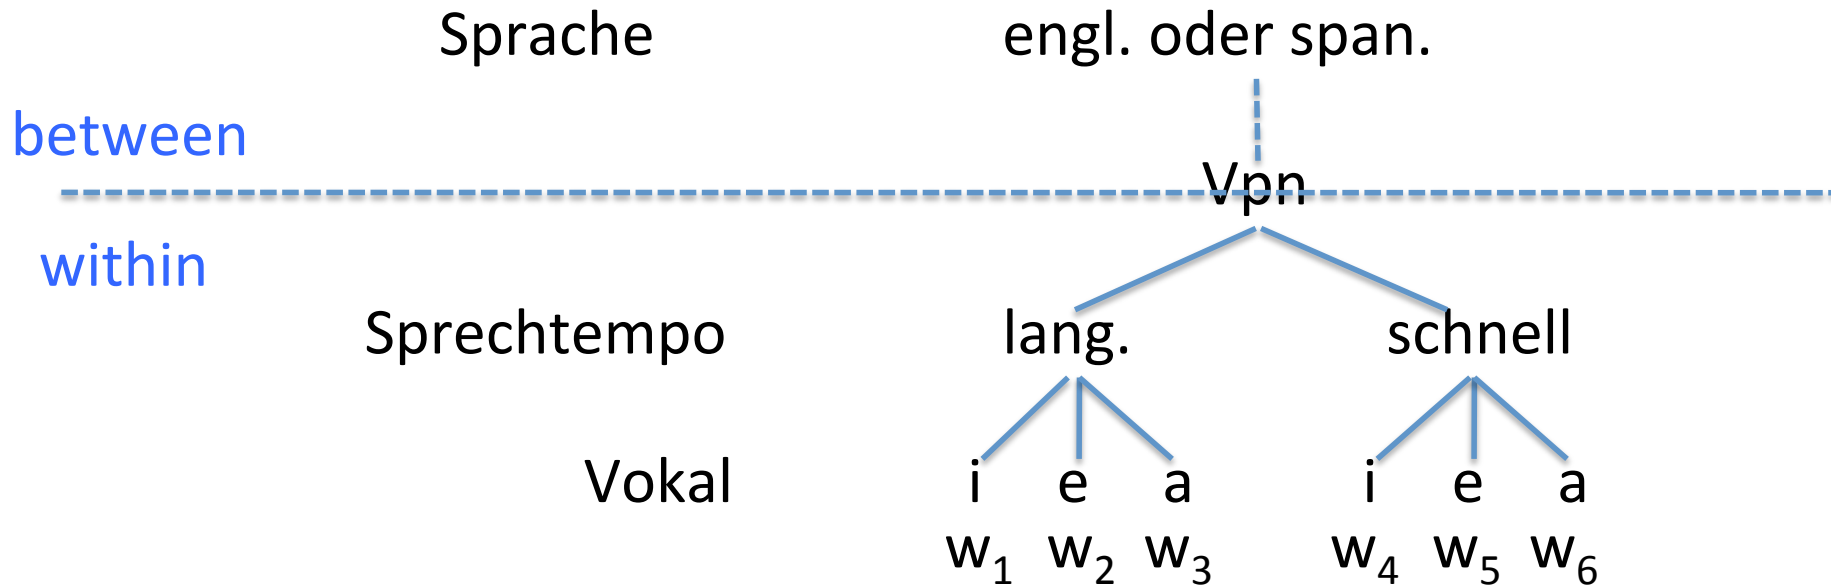 Sprache engl. oder span.
between
Vpn
within
Sprechtempo lang. schnell
Vokal i e a i e a
w₁ w₂ w₃ w₄ w₅ w₆